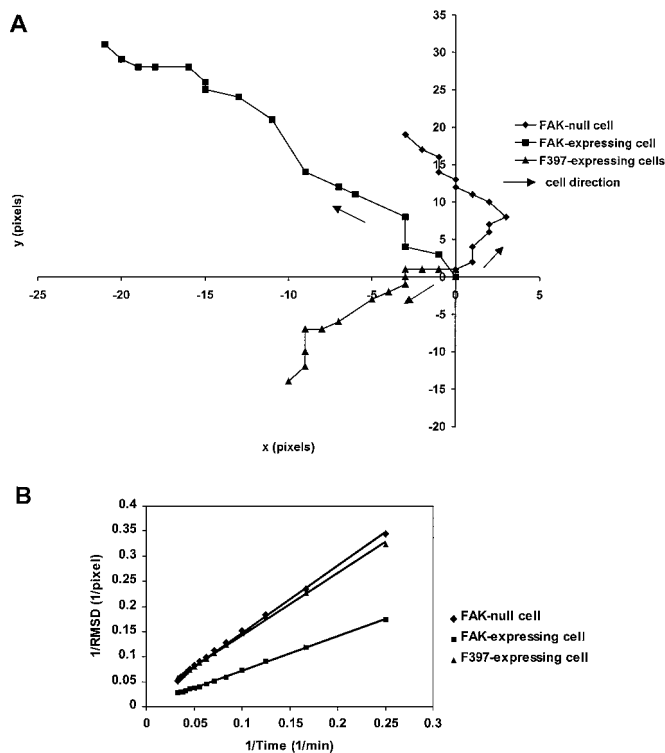 A
35
30
25
20
15
10
5
0
-5
-10
-15
-20
-25
-20
-15
-10
-5
0
5
y (pixels)
x (pixels)
FAK-null cell
FAK-expressing cell
F397-expressing cells
cell direction
B
0.4
0.35
0.3
0.25
0.2
0.15
0.1
0.05
0
0
0.05
0.1
0.15
0.2
0.25
0.3
1/RMSD (1/pixel)
1/Time (1/min)
FAK-null cell
FAK-expressing cell
F397-expressing cell